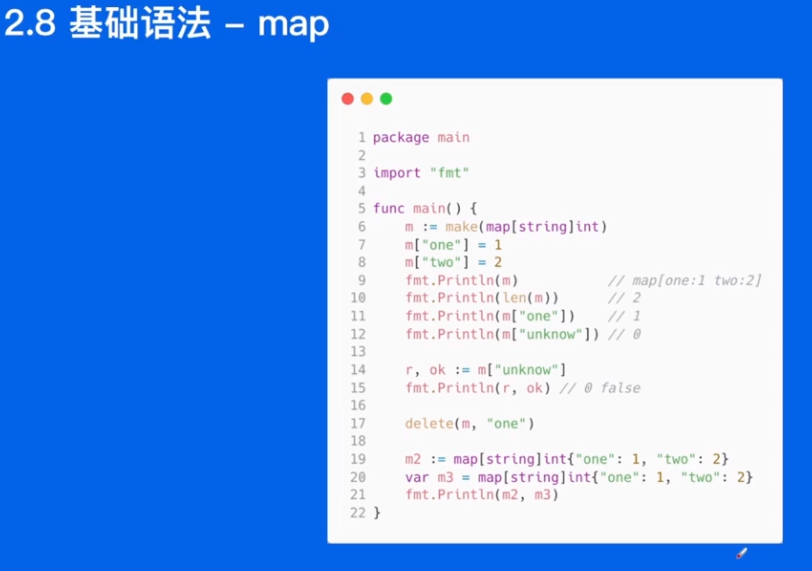 2.8 基础语法 – map
1 package main
2
3 import "fmt"
4
5 func main() {
6     m := make(map[string]int)
7     m["one"] = 1
8     m["two"] = 2
9     fmt.Println(m)           // map[one:1 two:2]
10     fmt.Println(len(m))      // 2
11     fmt.Println(m["one"])    // 1
12     fmt.Println(m["unknow"]) // 0
13
14     r, ok := m["unknow"]
15     fmt.Println(r, ok) // 0 false
16
17     delete(m, "one")
18
19     m2 := map[string]int{"one": 1, "two": 2}
20     var m3 = map[string]int{"one": 1, "two": 2}
21     fmt.Println(m2, m3)
22 }